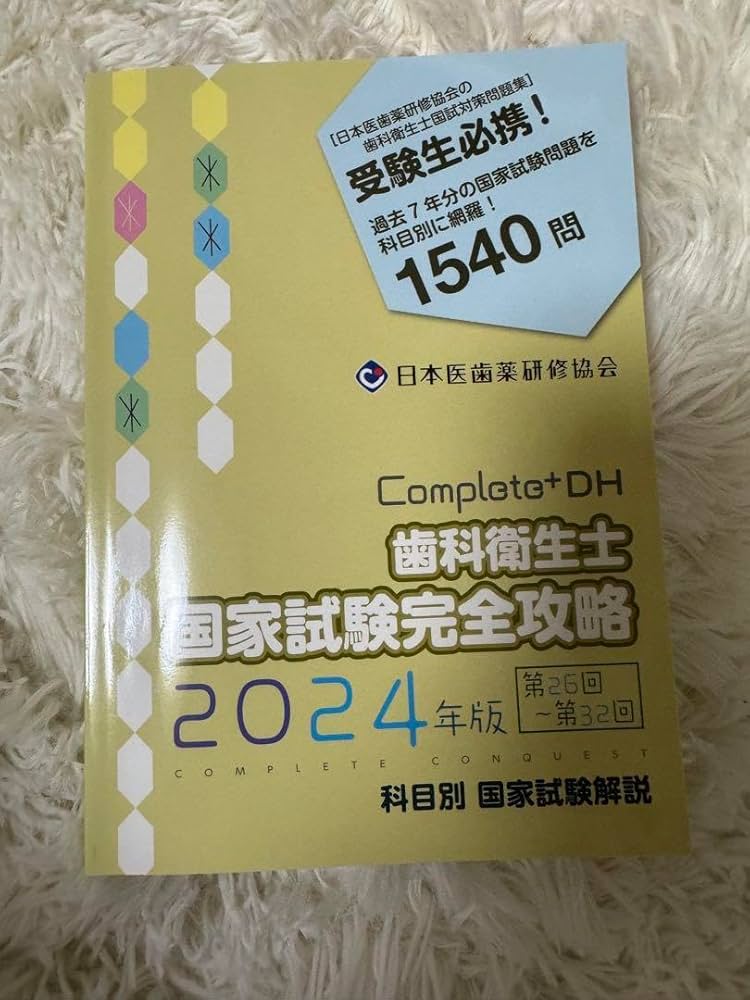 [日本医歯薬研修協会の
歯科衛生士国試対策問題集]
受験生必携!
過去7年分の国家試験問題を
科目別に網羅!
1540問
日本医歯薬研修協会
Complete+DH
歯科衛生士
国家試験完全攻略
2024年版
第26回
~第32回
COMPLETE CONQUEST
科目別 国家試験解説